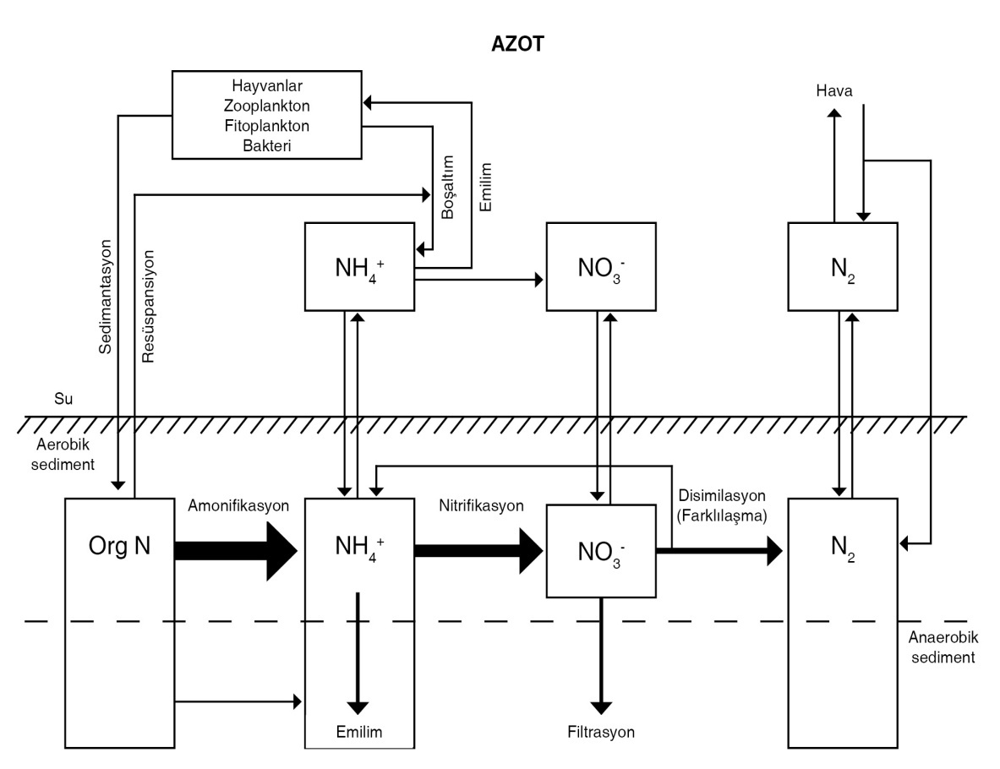 AZOT
Hayvanlar
Zooplankton
Fitoplankton
Bakteri
Hava
Boşaltım
Emilim
Sedimantasyon
Resüspansiyon
NH₄⁺
NO₃⁻
N₂
Su
Aerobik
sediment
Amonifikasyon
Nitrifikasyon
Disimilasyon
(Farklılaşma)
Org N
NH₄⁺
NO₃⁻
N₂
Anaerobik
sediment
Emilim
Filtrasyon